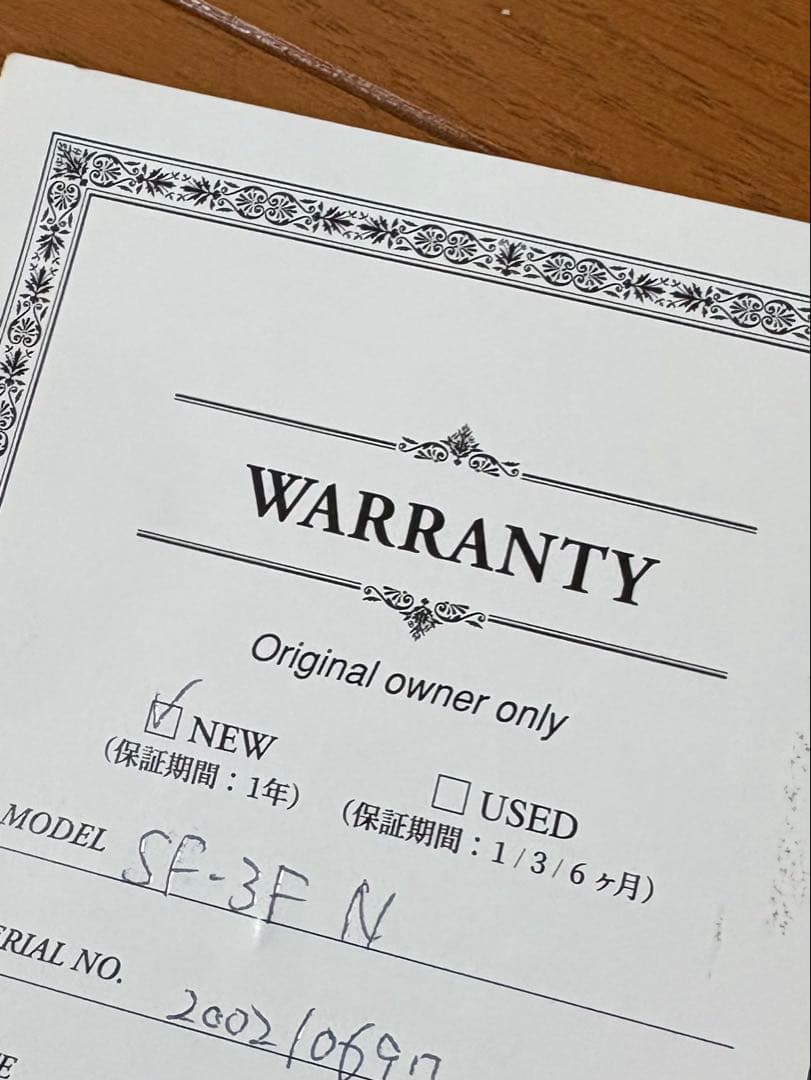 WARRANTY
Original owner only
NEW
(保証期間：1年)
USED
(保証期間：1/3/6ヶ月)
MODEL SF-3F N
ERIAL NO.